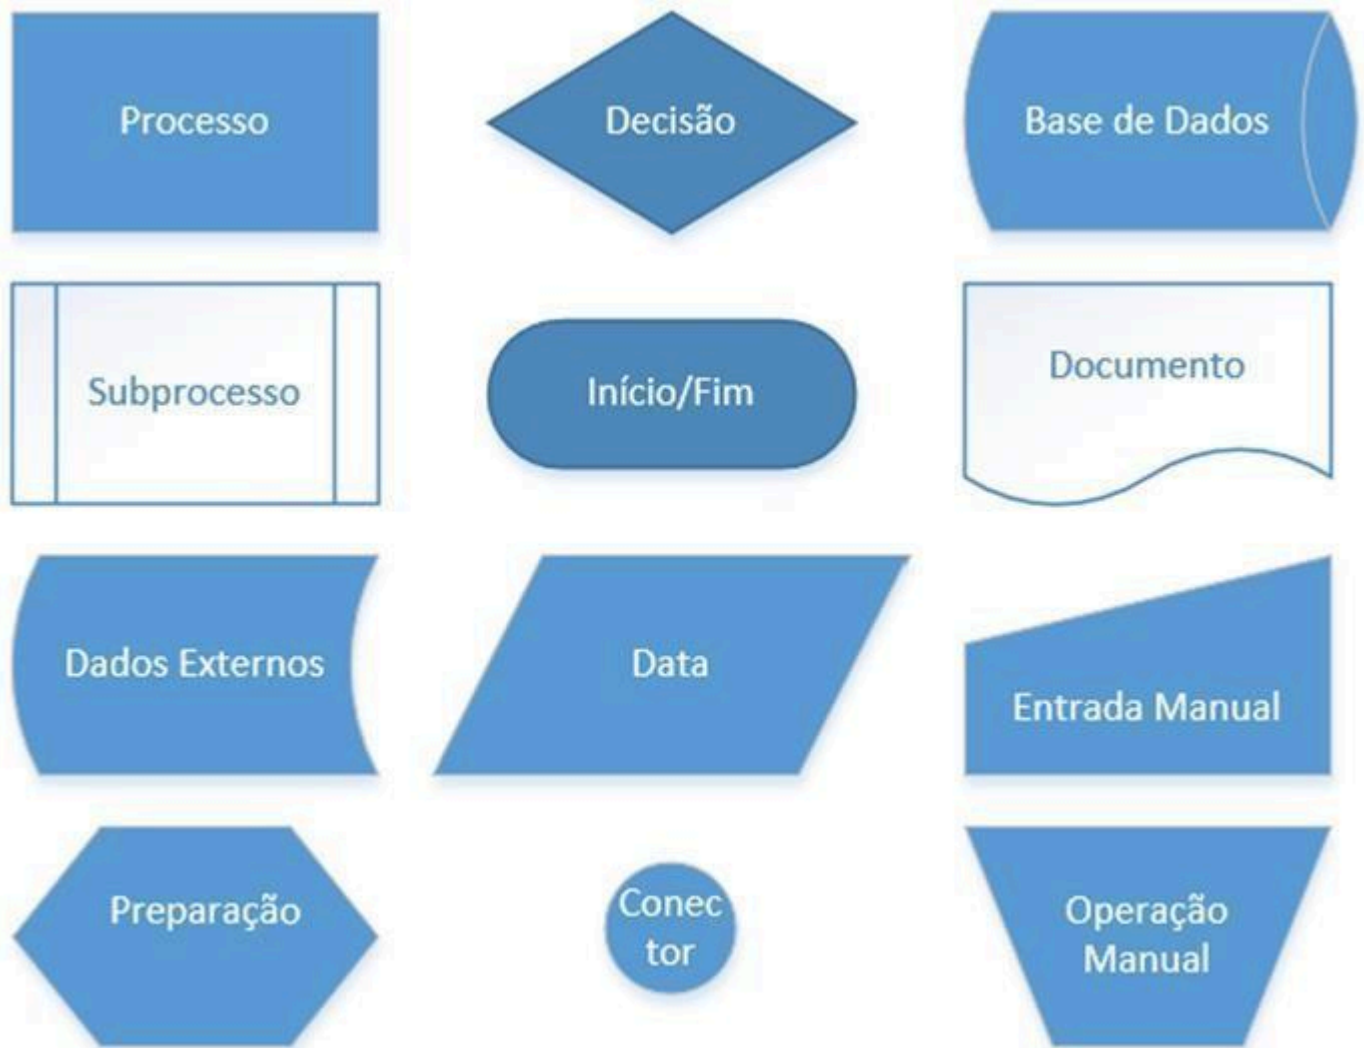 Processo
Decisão
Base de Dados
Subprocesso
Início/Fim
Documento
Dados Externos
Data
Entrada Manual
Preparação
Conec
tor
Operação
Manual